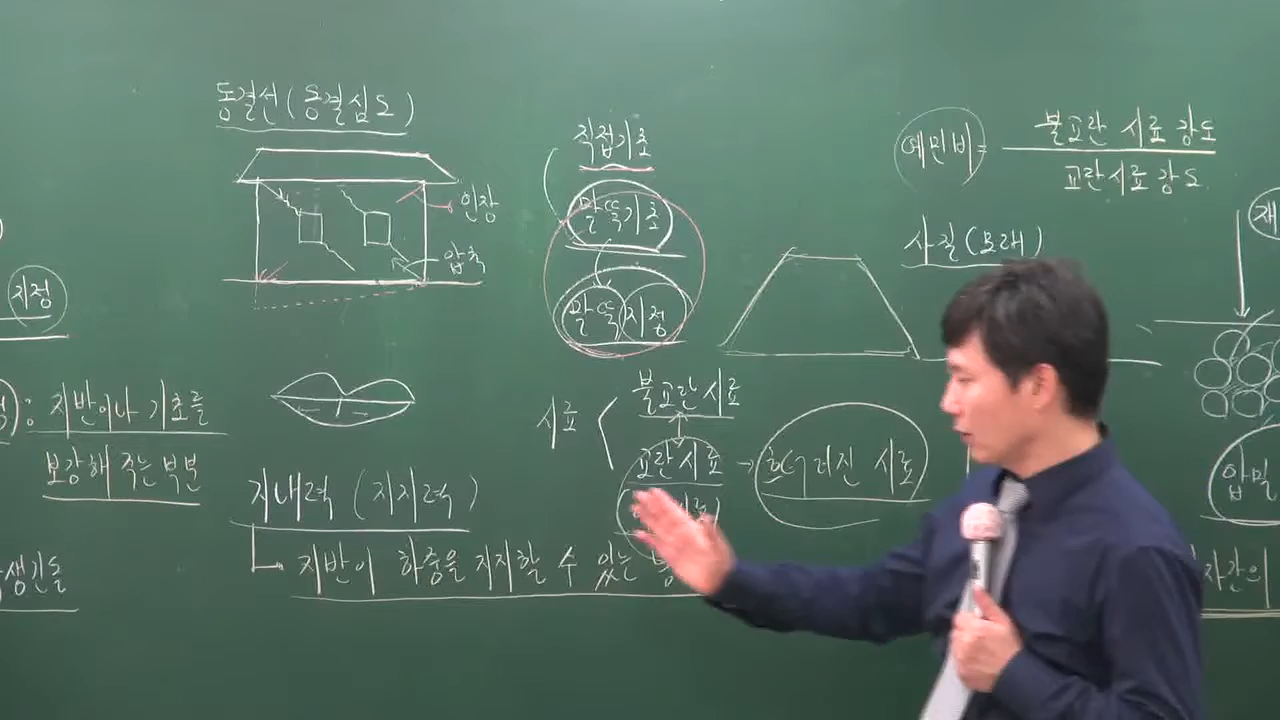 동결선(동결심도)
인장
압축
직접기초
말뚝기초
말뚝지정
예민비 =
불교란 시료 강도
교란시료 강도
사질(모래)
지정
: 지반이나 기초를
보강해 주는 부분
생긴돌
지내력 (지지력)
지반이 하중을 지지할 수 있는
시료
불교란 시료
교란 시료
→ 흐트러진 시료
재
압밀
자간의